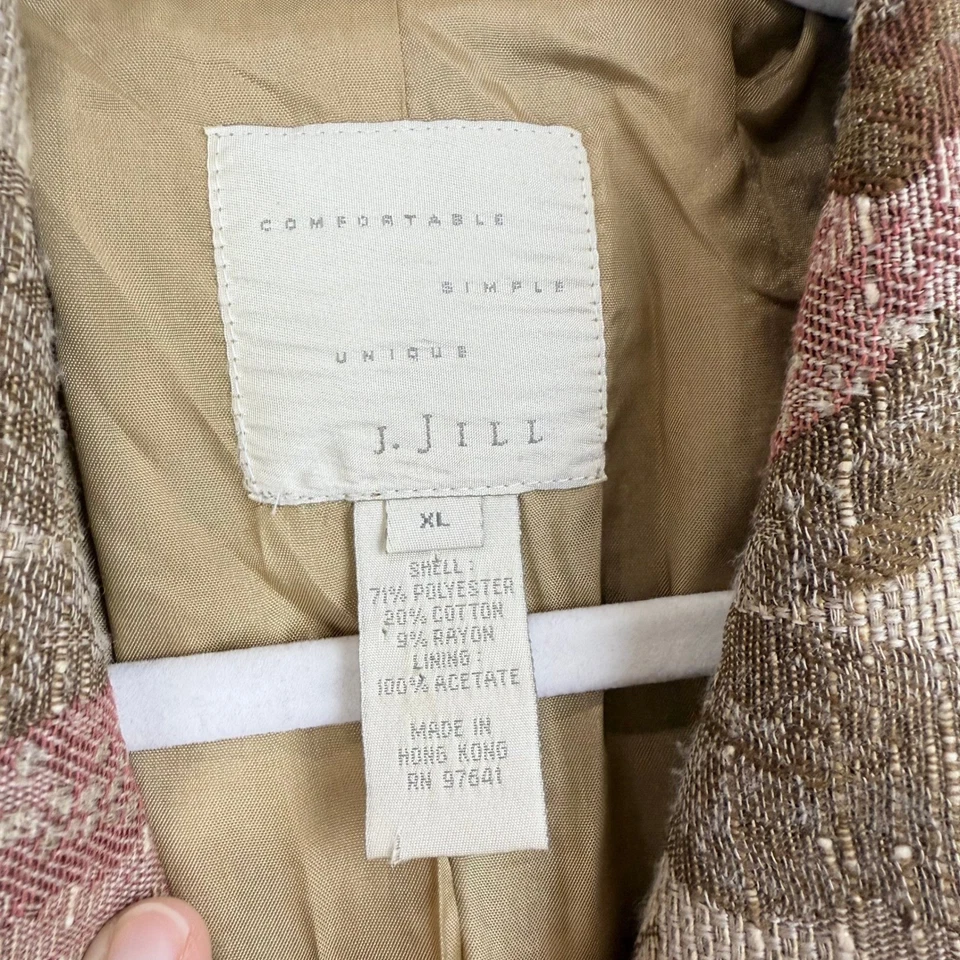 COMFORTABLE
SIMPLE
UNIQUE
J. JILL
XL
SHELL:
71% POLYESTER
20% COTTON
9% RAYON
LINING:
100% ACETATE
MADE IN
HONG KONG
RN 97641